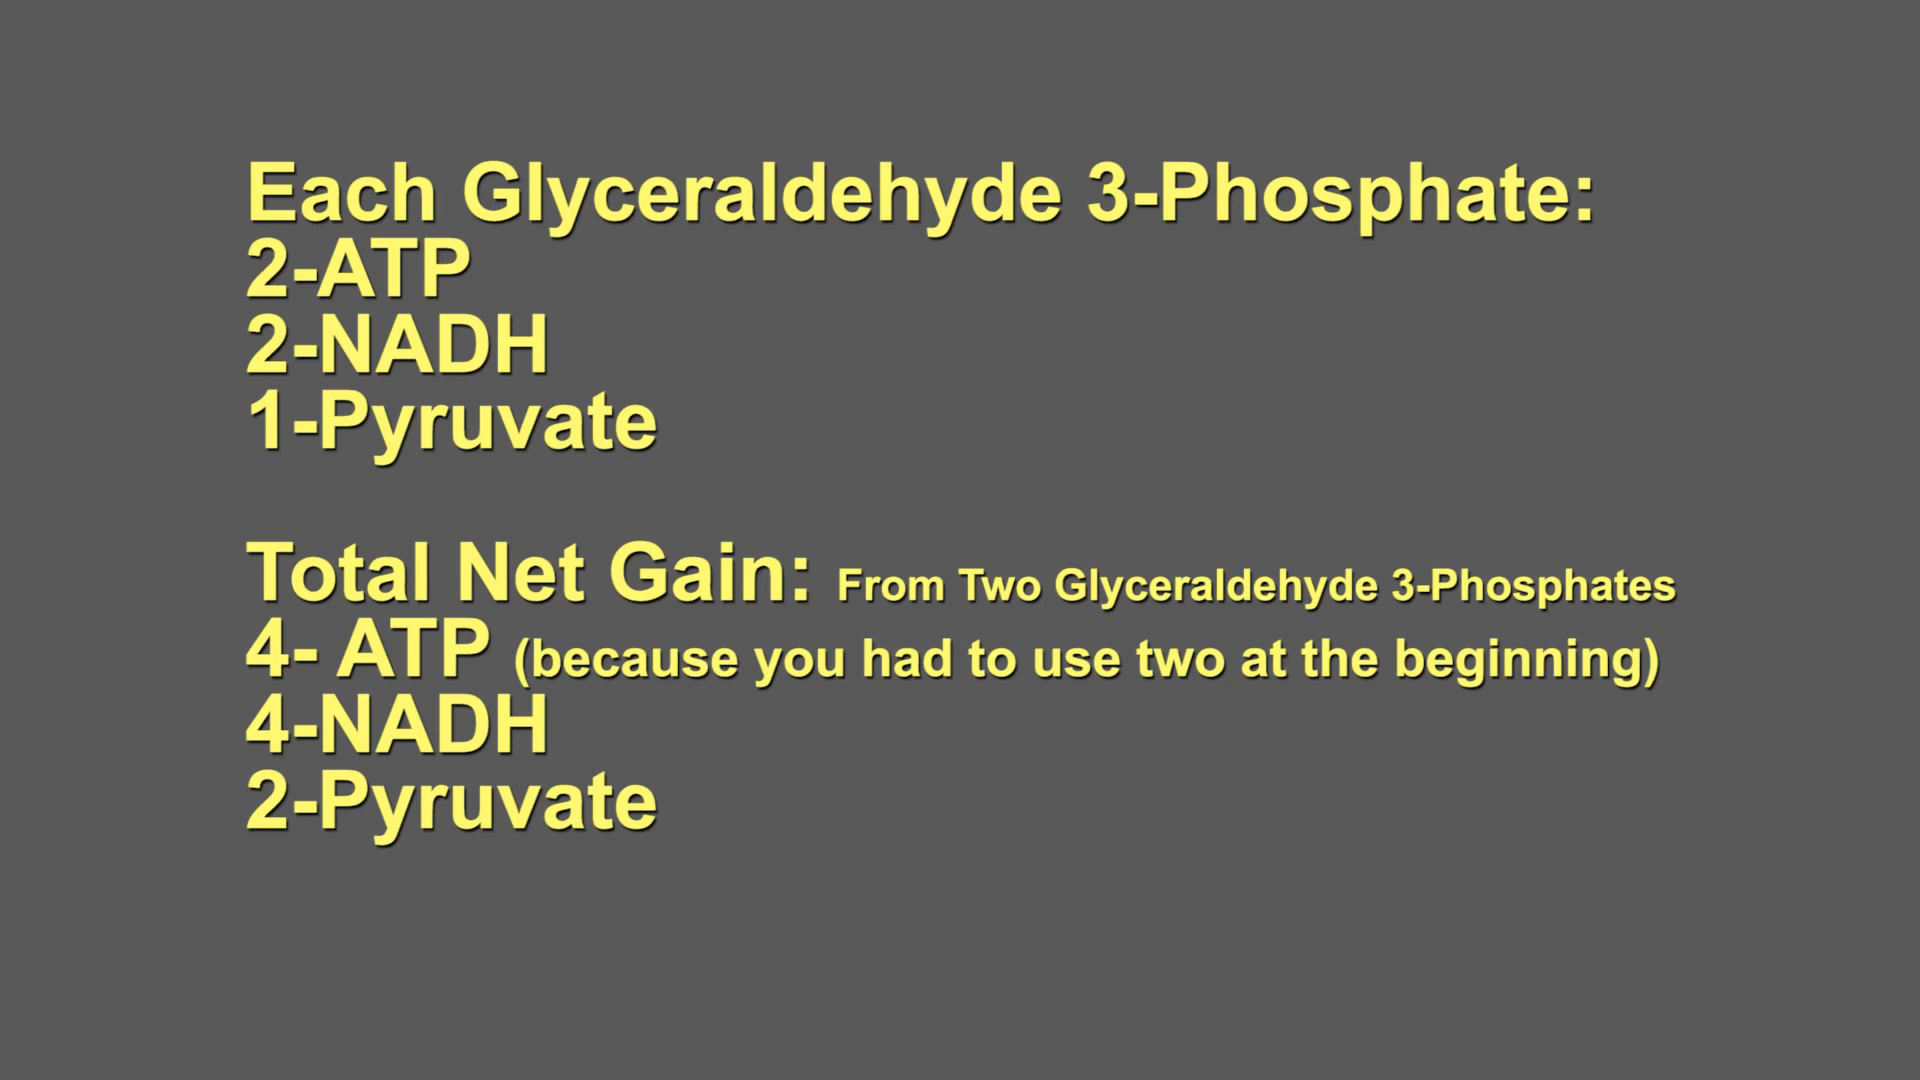 Each Glyceraldehyde 3-Phosphate:
2-ATP
2-NADH
1-Pyruvate
Total Net Gain: From Two Glyceraldehyde 3-Phosphates
4- ATP (because you had to use two at the beginning)
4-NADH
2-Pyruvate